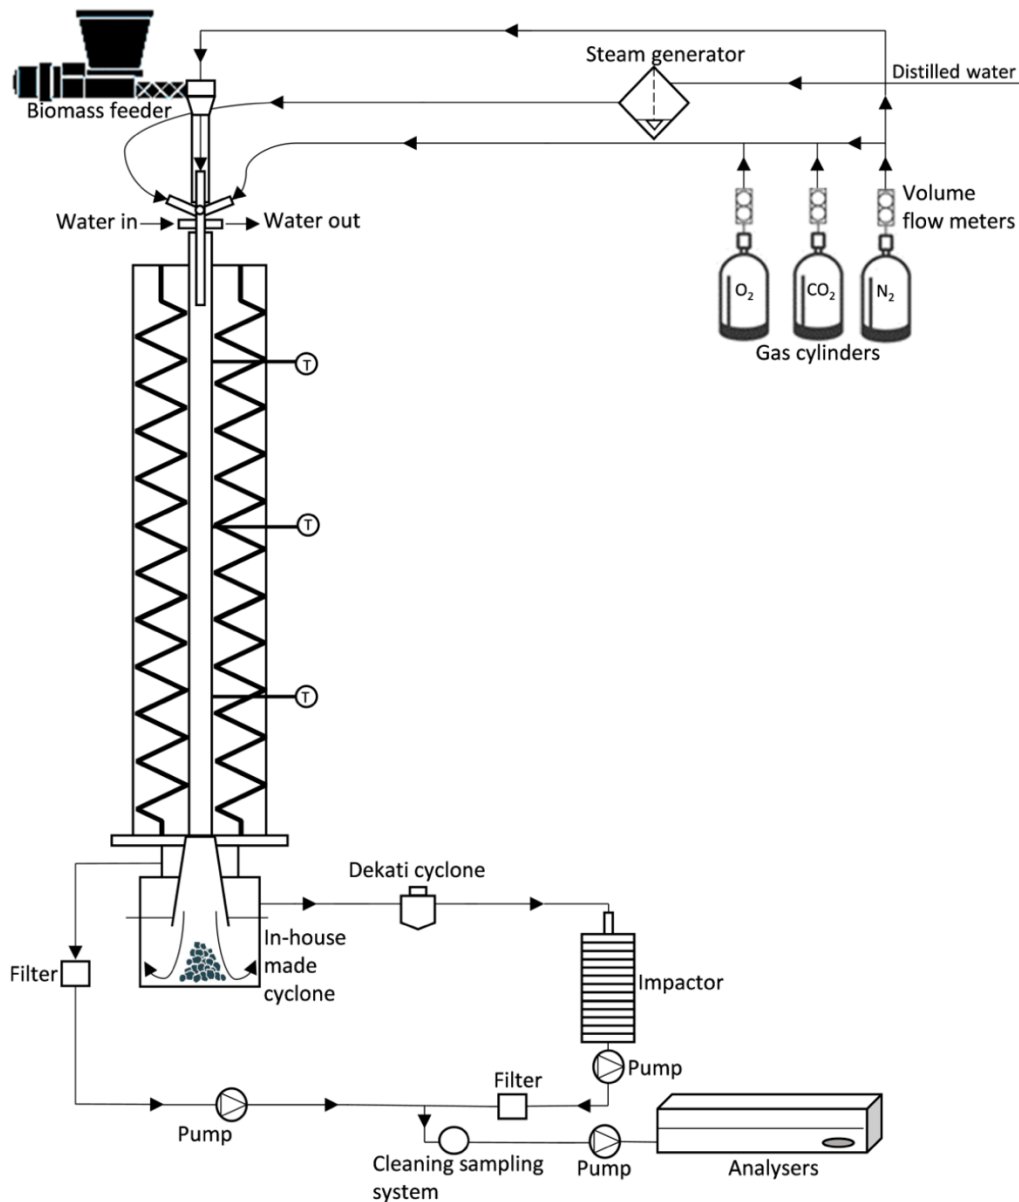 Steam generator
Distilled water
Biomass feeder
Volume
flow meters
Water in
Water out
O₂
CO₂
N₂
Gas cylinders
T
T
T
Dekati cyclone
In-house
made
cyclone
Filter
Impactor
Pump
Filter
Pump
Cleaning sampling
system
Pump
Analysers